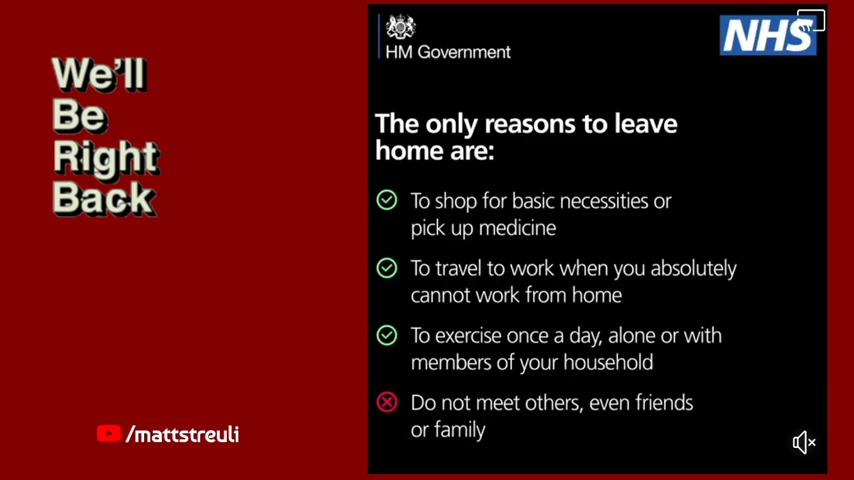 We'll
Be
Right
Back
/mattstreuli
HM Government
NHS
The only reasons to leave
home are:
To shop for basic necessities or
pick up medicine
To travel to work when you absolutely
cannot work from home
To exercise once a day, alone or with
members of your household
Do not meet others, even friends
or family